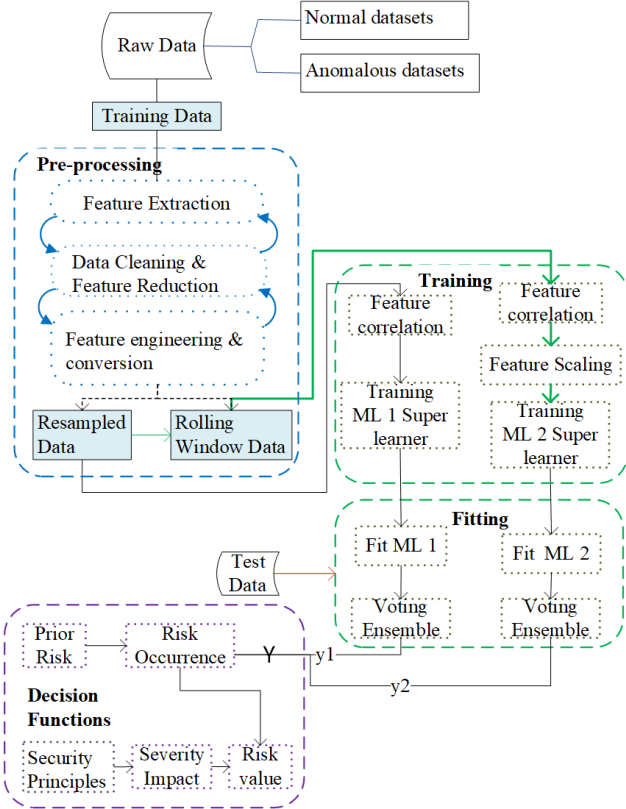 Normal datasets
Raw Data
Anomalous datasets
Training Data
Pre-processing
Feature Extraction
Data Cleaning &
Feature Reduction
Feature engineering &
conversion
Resampled
Data
Rolling
Window Data
Training
Feature
correlation
Feature
correlation
Feature Scaling
Training
ML 1 Super
learner
Training
ML 2 Super
learner
Fitting
Fit ML 1
Fit ML 2
Test
Data
Voting
Ensemble
Voting
Ensemble
Prior
Risk
Risk
Occurrence
Y
y1
y2
Decision
Functions
Security
Principles
Severity
Impact
Risk
value